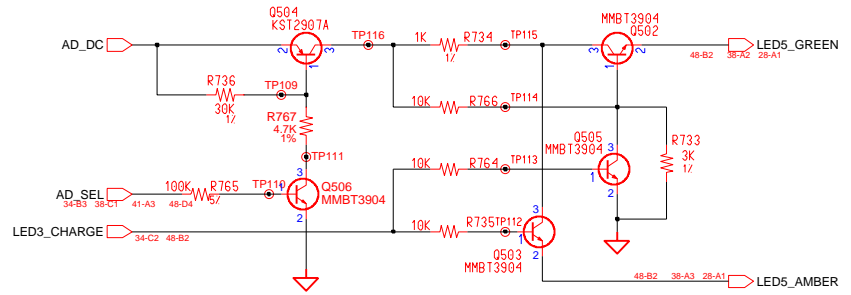 Q504
KST2907A
MMBT3904
Q502
AD_DC
2
3
TP116
1K
R734
TP115
3
2
LED5_GREEN
1%
48-B2 38-A2 28-A1
1
1
R736
TP109
30K
1%
10K
R766
TP114
R767
4.7K
1%
Q505
MMBT3904
R733
3K
1%
TP111
3
10K
R764
TP113
3
1
2
AD_SEL
34-B3 38-C1 41-A3
100K
R765
5%
48-D4
TP110
1
3
Q506
MMBT3904
2
LED3_CHARGE
34-C2 48-B2
10K
R735
TP112
3
1
2
Q503
MMBT3904
48-B2 38-A3 28-A1
LED5_AMBER